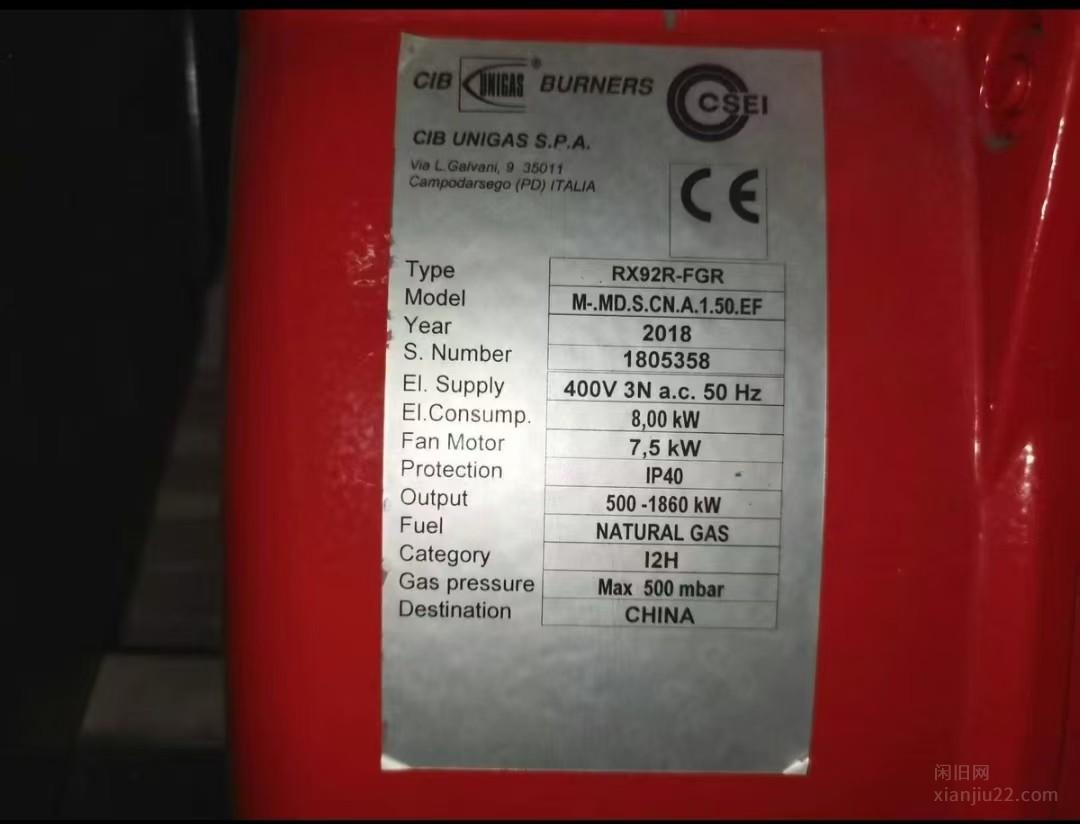 CIB UNIGAS® BURNERS
CSEI
CIB UNIGAS S.P.A.
Via L.Galvani, 9 35011
Campodarsego (PD) ITALIA
CE
Type RX92R-FGR
Model M-.MD.S.CN.A.1.50.EF
Year 2018
S. Number 1805358
El. Supply 400V 3N a.c. 50 Hz
El.Consump. 8,00 kW
Fan Motor 7,5 kW
Protection IP40
Output 500 -1860 kW
Fuel NATURAL GAS
Category I2H
Gas pressure Max 500 mbar
Destination CHINA
闲旧网
xianjiu22.com